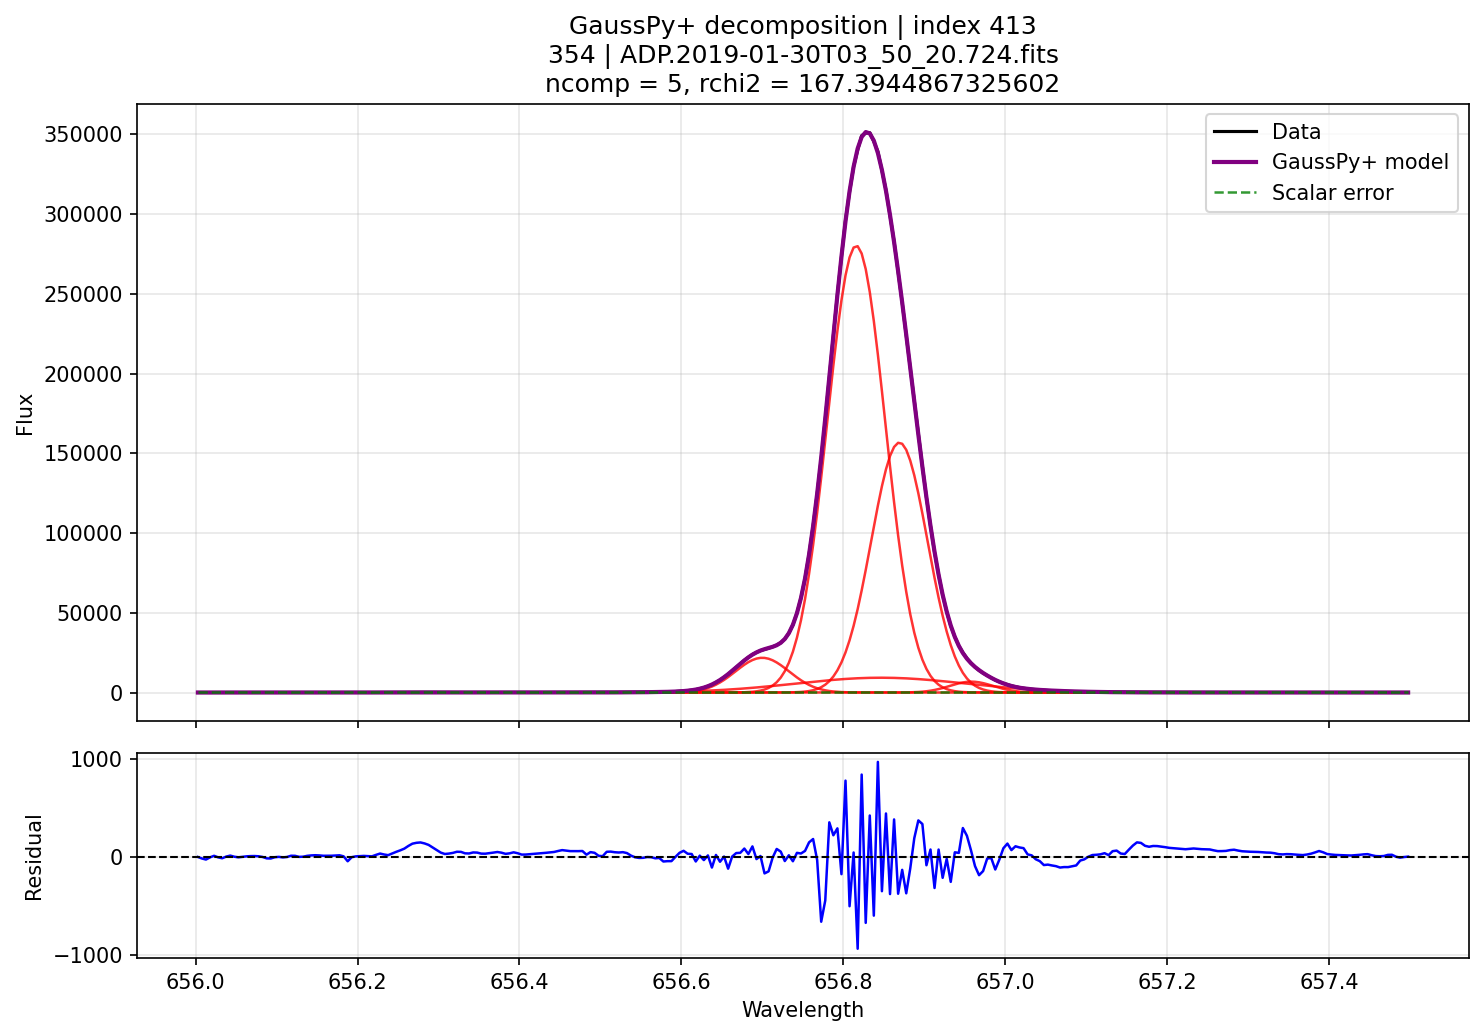 GaussPy+ decomposition | index 413
354 | ADP.2019-01-30T03_50_20.724.fits
ncomp = 5, rchi2 = 167.3944867325602
Data
GaussPy+ model
Scalar error
350000
300000
250000
200000
150000
100000
50000
0
Flux
1000
0
−1000
Residual
656.0
656.2
656.4
656.6
656.8
657.0
657.2
657.4
Wavelength